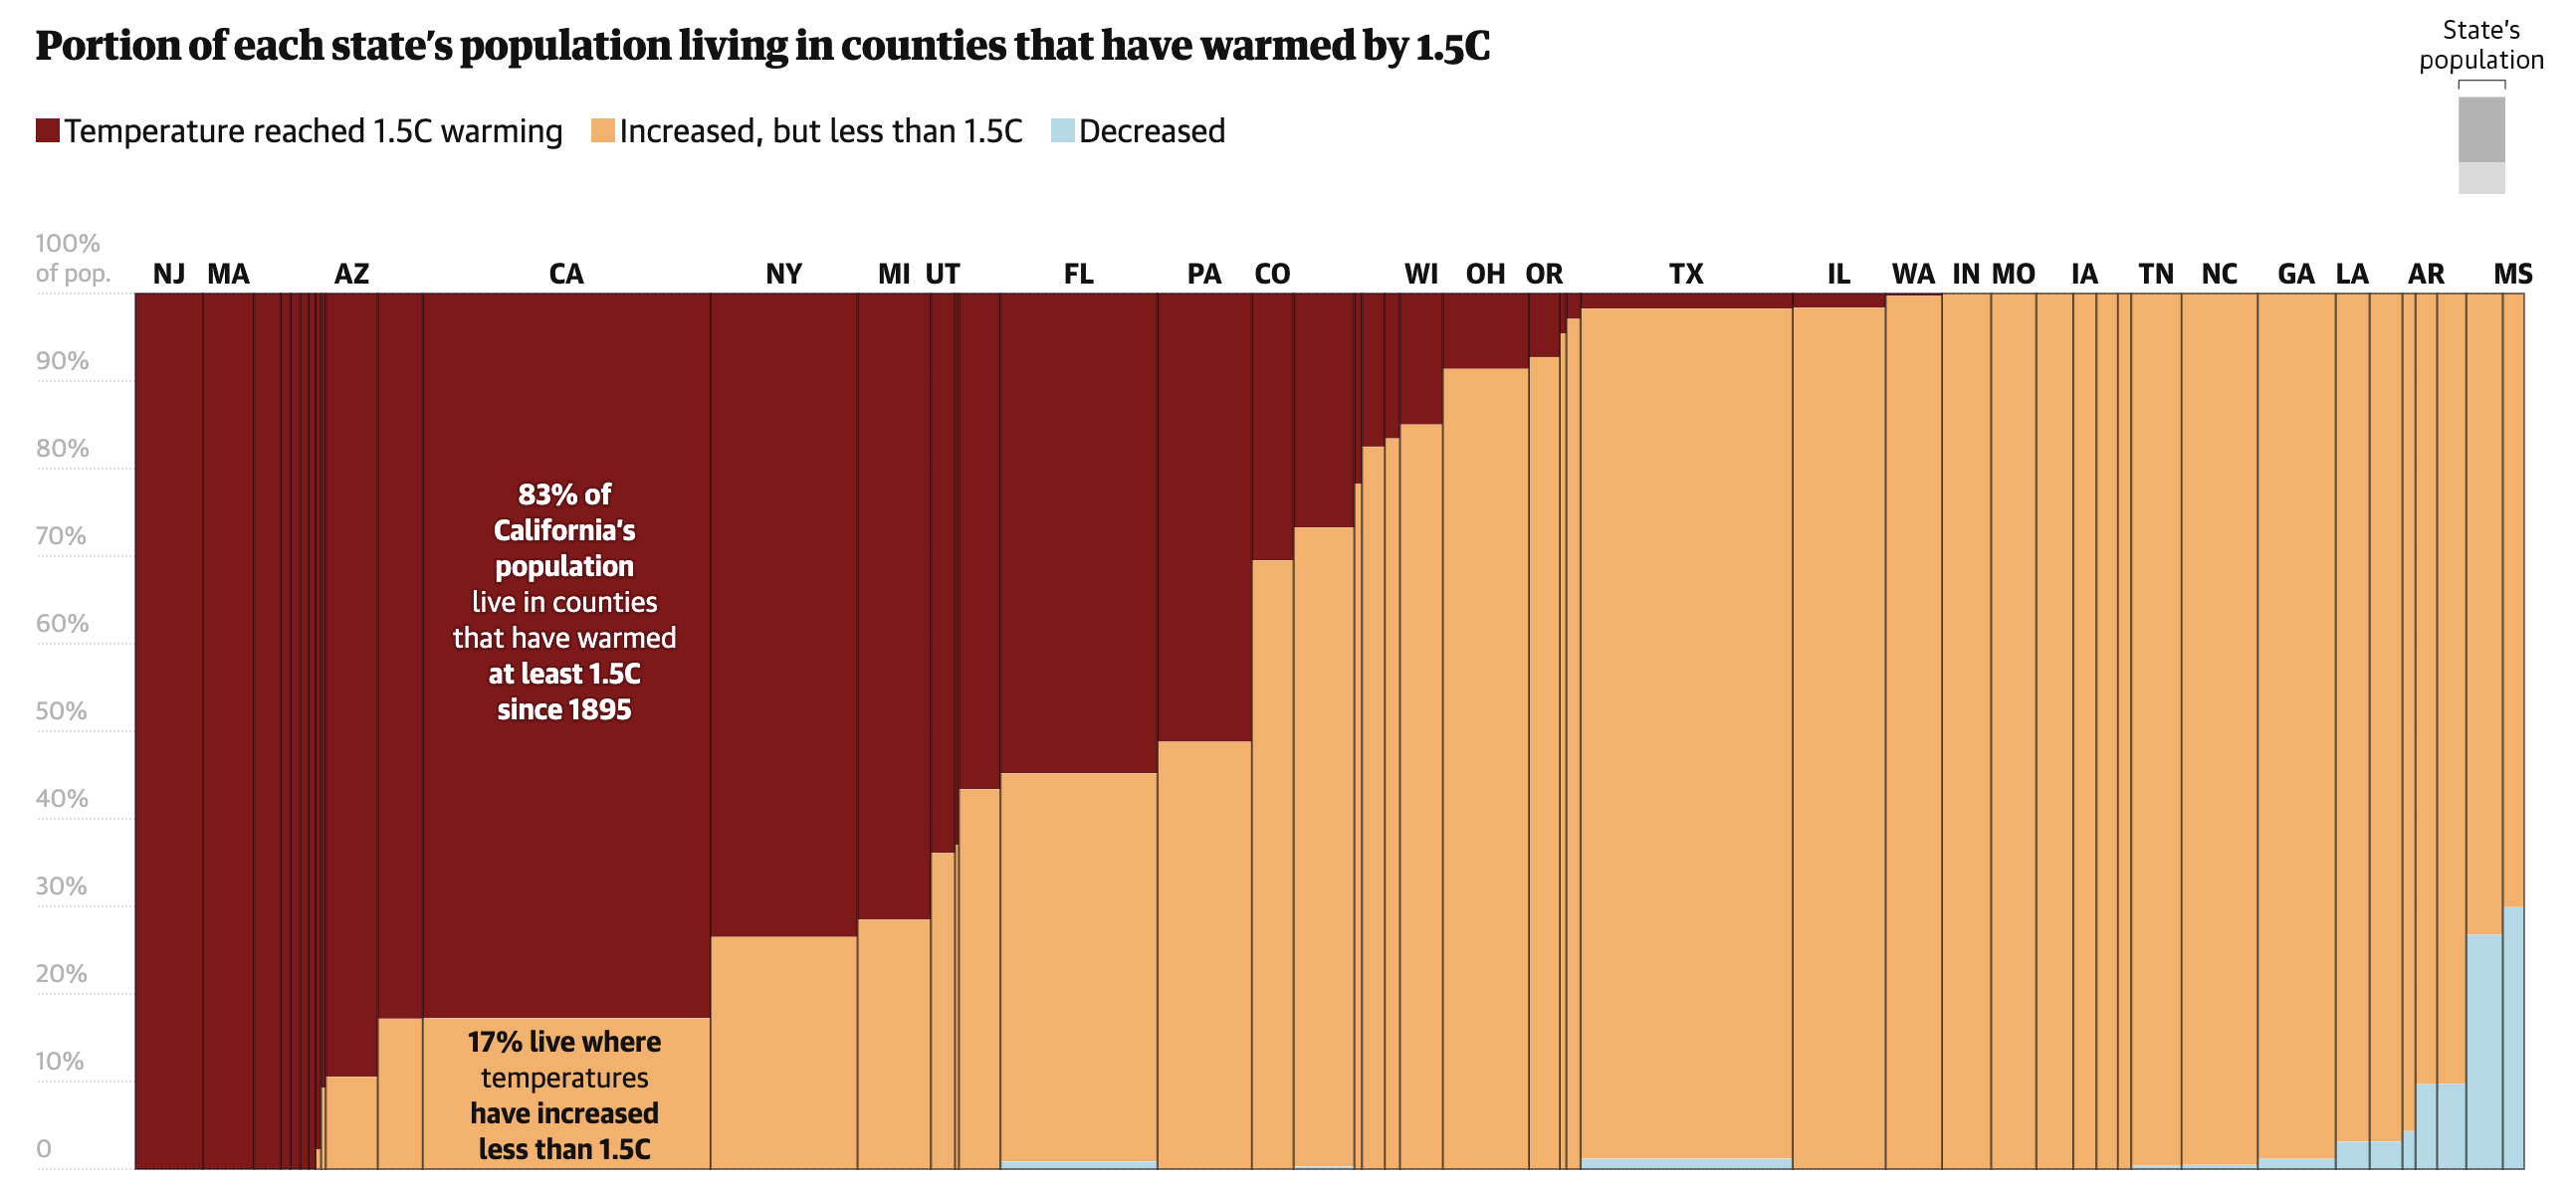 Portion of each state's population living in counties that have warmed by 1.5C
State's
population
Temperature reached 1.5C warming
Increased, but less than 1.5C
Decreased
100%
of pop.
NJ MA AZ CA NY MI UT FL PA CO WI OH OR TX IL WA IN MO IA TN NC GA LA AR MS
90%
80%
70%
60%
50%
40%
30%
20%
10%
0
83% of
California's
population
live in counties
that have warmed
at least 1.5C
since 1895
17% live where
temperatures
have increased
less than 1.5C